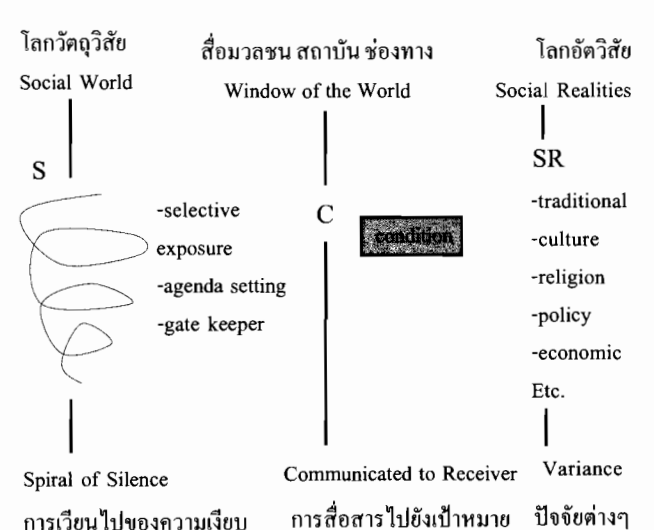 โลกวัตถุวิสัย
สื่อมวลชน สถาบัน ช่องทาง
โลกอัตวิสัย
Social World
Window of the World
Social Realities
S
C
SR
-selective
exposure
-agenda setting
-gate keeper
condition
-traditional
-culture
-religion
-policy
-economic
Etc.
Spiral of Silence
Communicated to Receiver
Variance
การเวียนไปของความเงียบ
การสื่อสารไปยังเป้าหมาย
ปัจจัยต่างๆ